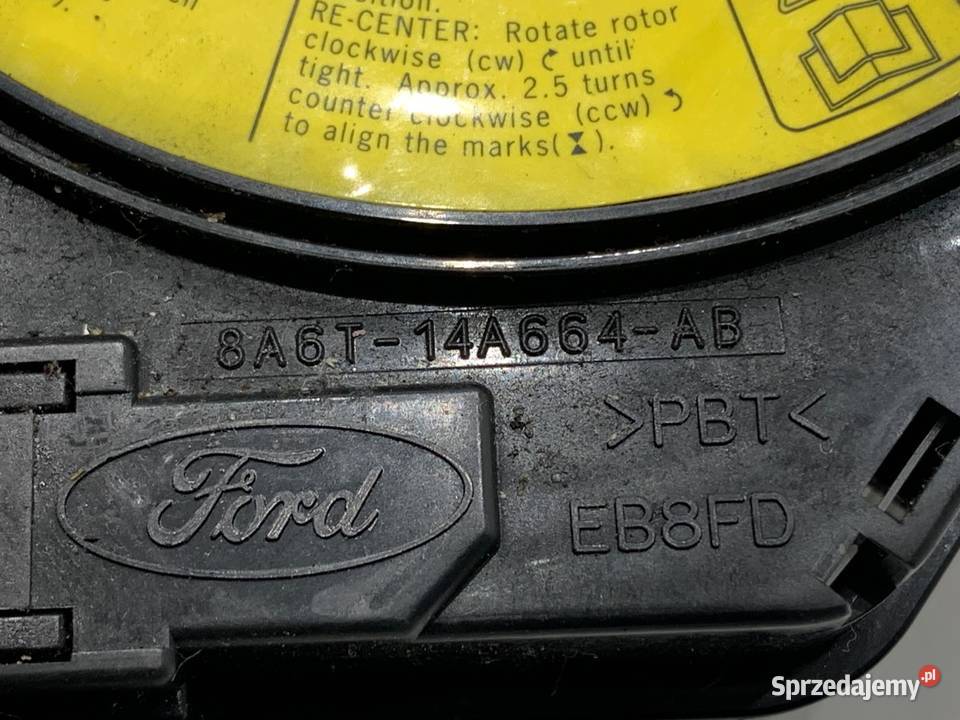 RE-CENTER: Rotate rotor
clockwise (cw) until
tight. Approx. 2.5 turns
counter clockwise (ccw)
to align the marks( ).
8A6T-14A664-AB
>PBT<
Ford
EB8FD
Sprzedajemy.pl